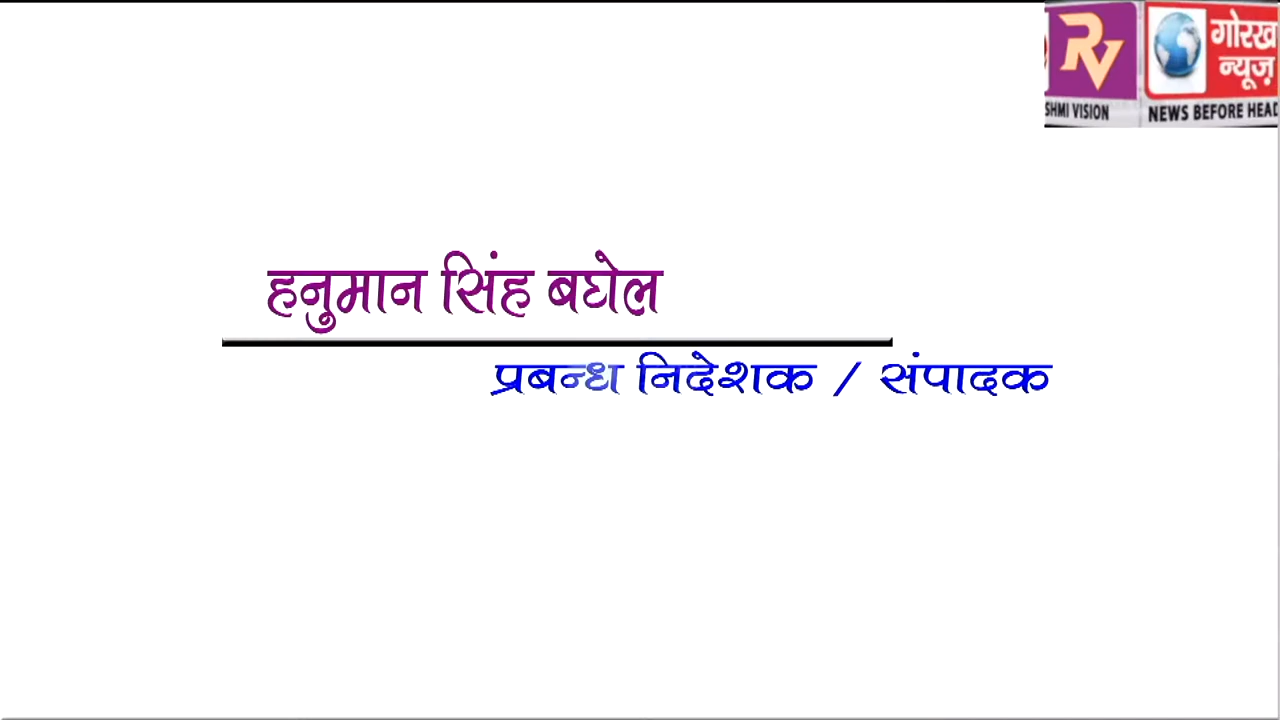 RV
गोरख
न्यूज़
SHMI VISION
NEWS BEFORE HEAD
हनुमान सिंह बघेल
प्रबन्ध निदेशक / संपादक